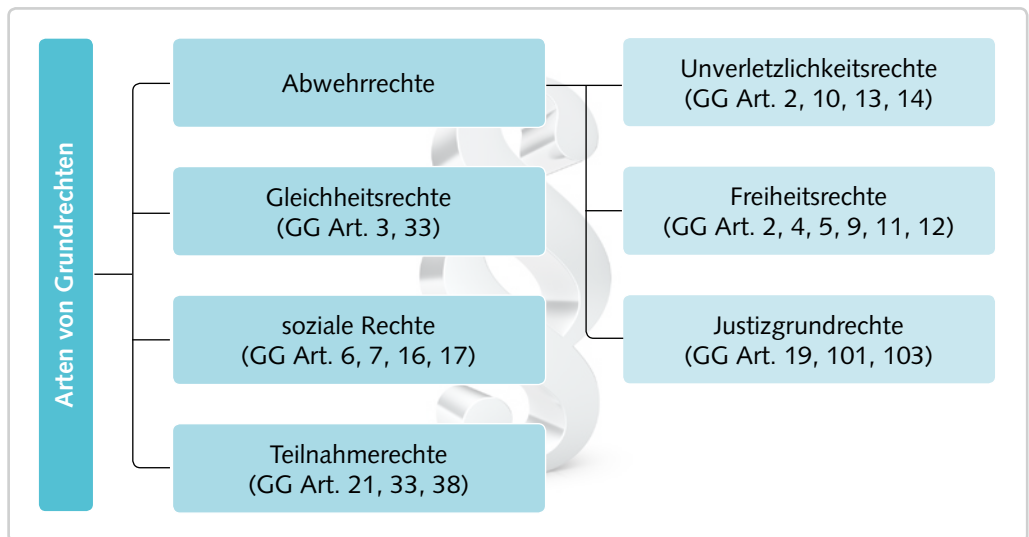 Arten von Grundrechten
Abwehrrechte
Gleichheitsrechte
(GG Art. 3, 33)
soziale Rechte
(GG Art. 6, 7, 16, 17)
Teilnahmerechte
(GG Art. 21, 33, 38)
Unverletzlichkeitsrechte
(GG Art. 2, 10, 13, 14)
Freiheitsrechte
(GG Art. 2, 4, 5, 9, 11, 12)
Justizgrundrechte
(GG Art. 19, 101, 103)